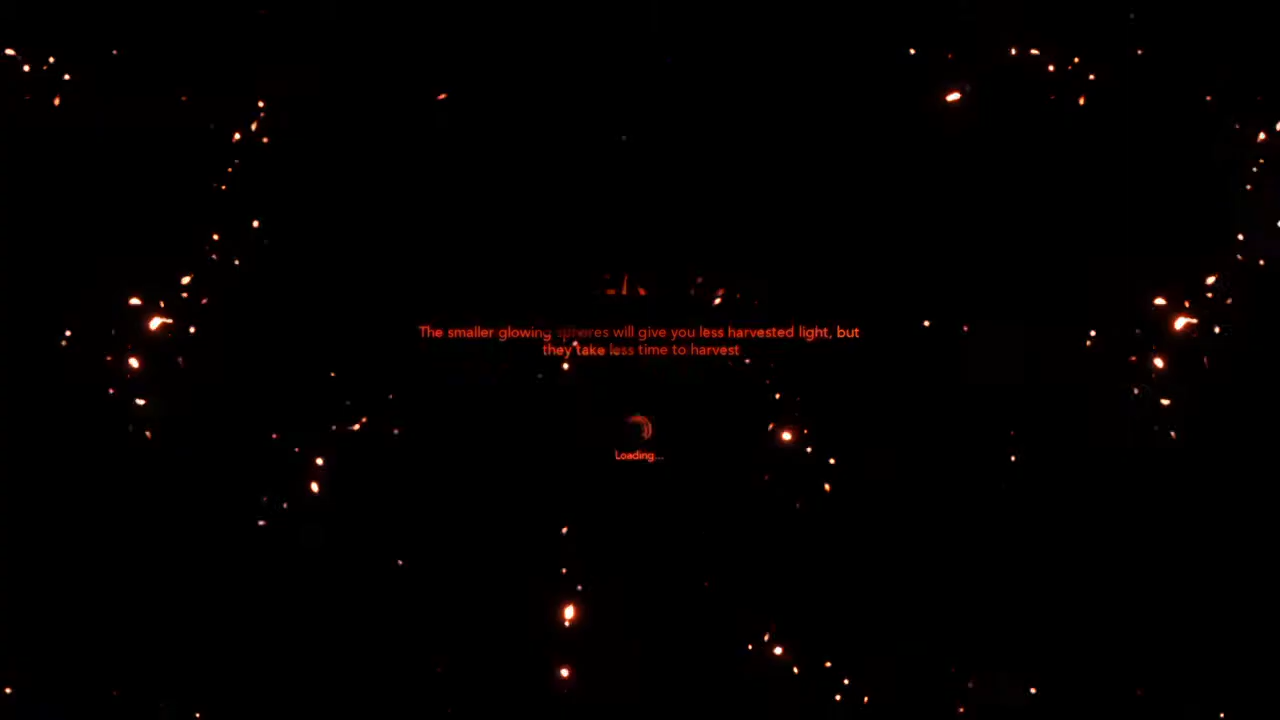 The smaller glowing spheres will give you less harvested light, but
they take less time to harvest
Loading...